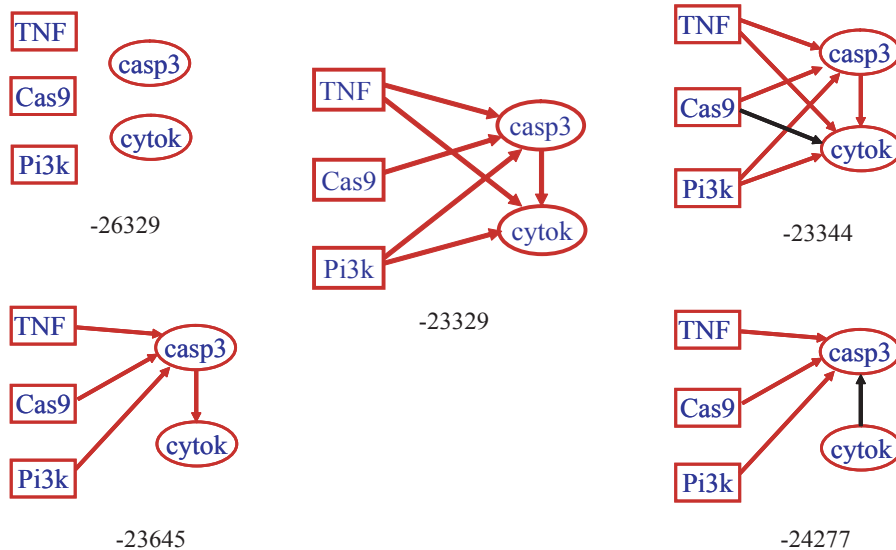 TNF
casp3
Cas9
cytok
Pi3k
-26329
TNF
casp3
Cas9
cytok
Pi3k
-23329
TNF
casp3
Cas9
cytok
Pi3k
-23344
TNF
casp3
Cas9
cytok
Pi3k
-23645
TNF
casp3
Cas9
cytok
Pi3k
-24277